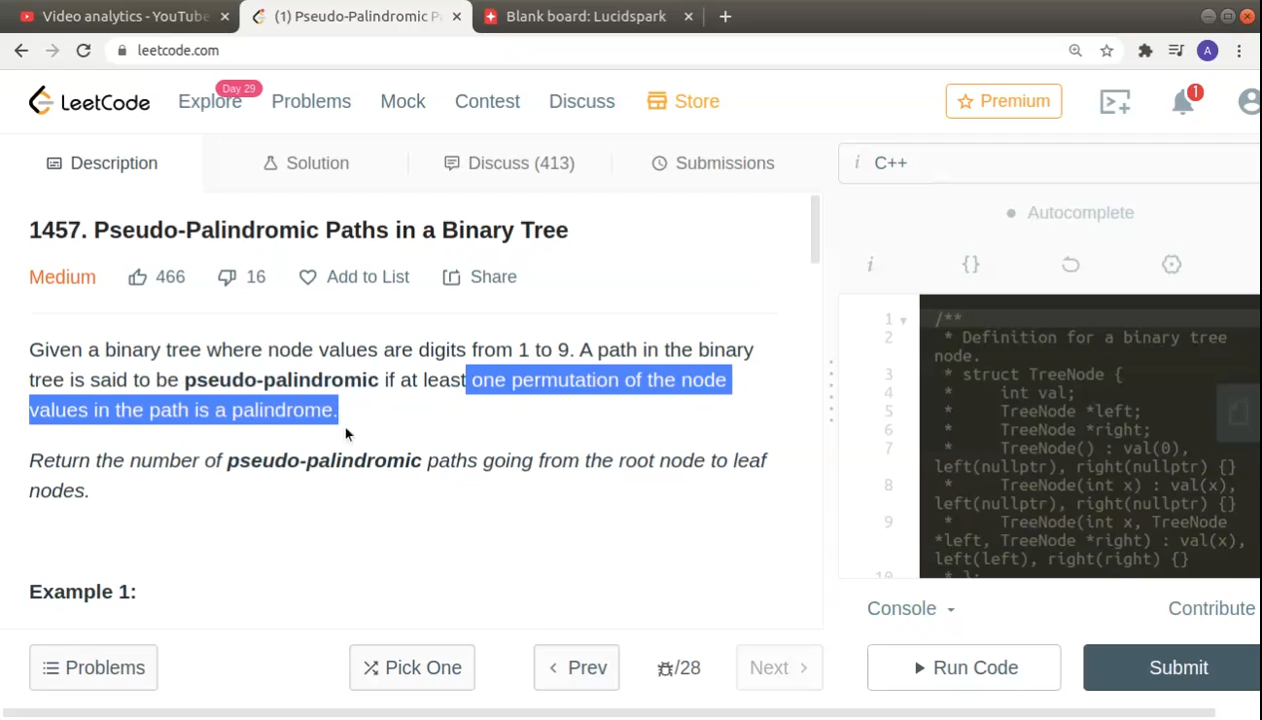 Video analytics - YouTube
(1) Pseudo-Palindromic P
Blank board: Lucidspark
leetcode.com
A
LeetCode
Explore
Day 29
Problems
Mock
Contest
Discuss
Store
Premium
1
Description
Solution
Discuss (413)
Submissions
i C++
Autocomplete
1457. Pseudo-Palindromic Paths in a Binary Tree
Medium
466
16
Add to List
Share
i {}
Given a binary tree where node values are digits from 1 to 9. A path in the binary
tree is said to be pseudo-palindromic if at least one permutation of the node
values in the path is a palindrome.
Return the number of pseudo-palindromic paths going from the root node to leaf
nodes.
Example 1:
1 /**
2 * Definition for a binary tree
node.
3 * struct TreeNode {
4 * int val;
5 * TreeNode *left;
6 * TreeNode *right;
7 * TreeNode() : val(0),
left(nullptr), right(nullptr) {}
8 * TreeNode(int x) : val(x),
left(nullptr), right(nullptr) {}
9 * TreeNode(int x, TreeNode
*left, TreeNode *right) : val(x),
left(left), right(right) {}
10 * };
Console
Contribute
Problems
Pick One
Prev
/28
Next
Run Code
Submit